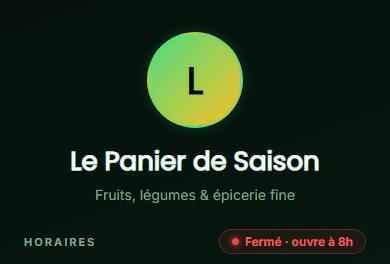 L
Le Panier de Saison
Fruits, légumes & épicerie fine
HORAIRES
Fermé · ouvre à 8h